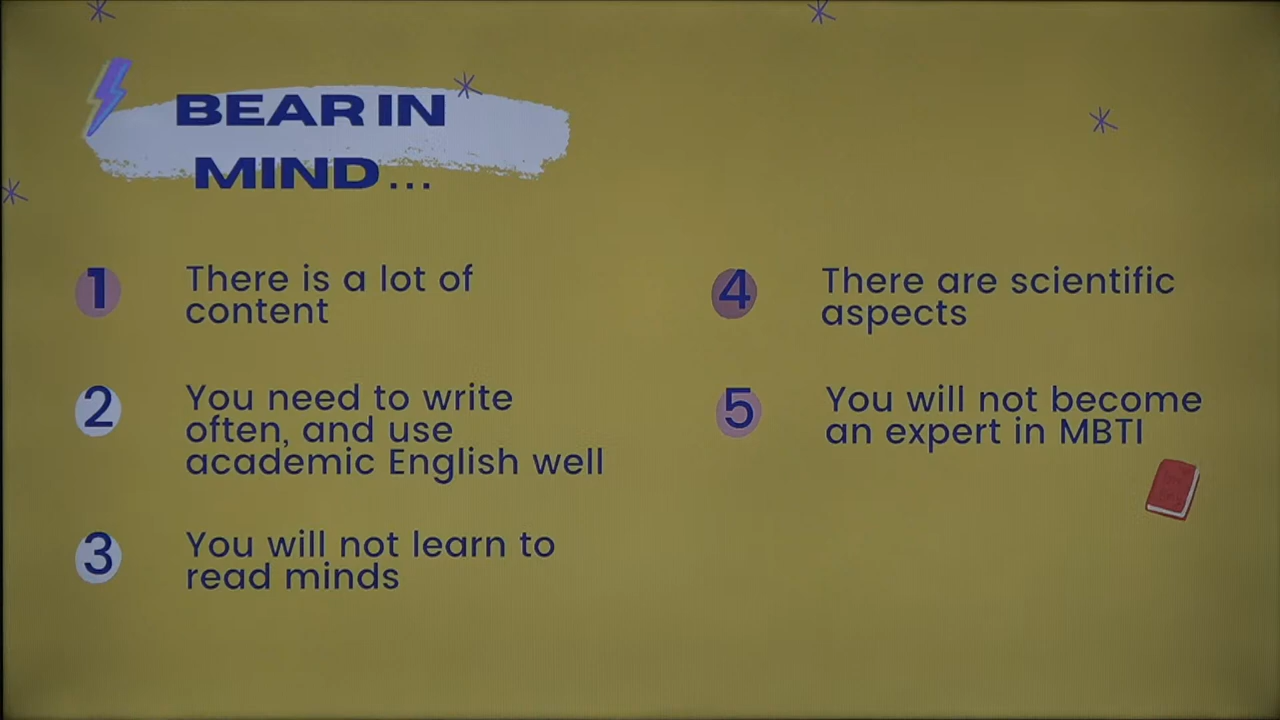 BEAR IN
MIND...
1
There is a lot of
content
2
You need to write
often, and use
academic English well
3
You will not learn to
read minds
4
There are scientific
aspects
5
You will not become
an expert in MBTI